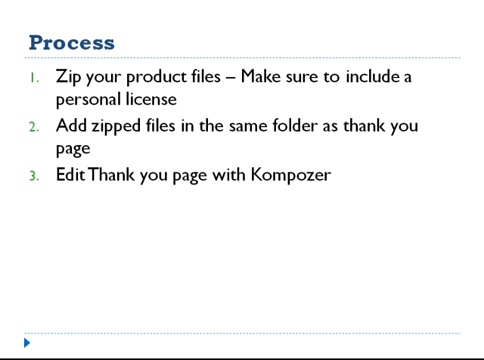 Process
1. Zip your product files – Make sure to include a
personal license
2. Add zipped files in the same folder as thank you
page
3. Edit Thank you page with Kompozer